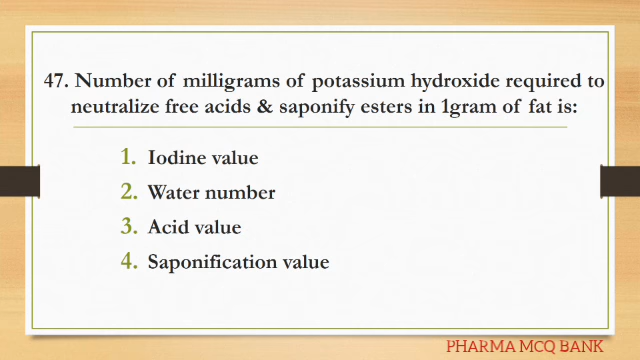 47. Number of milligrams of potassium hydroxide required to
neutralize free acids & saponify esters in 1gram of fat is:
1. Iodine value
2. Water number
3. Acid value
4. Saponification value
PHARMA MCQ BANK